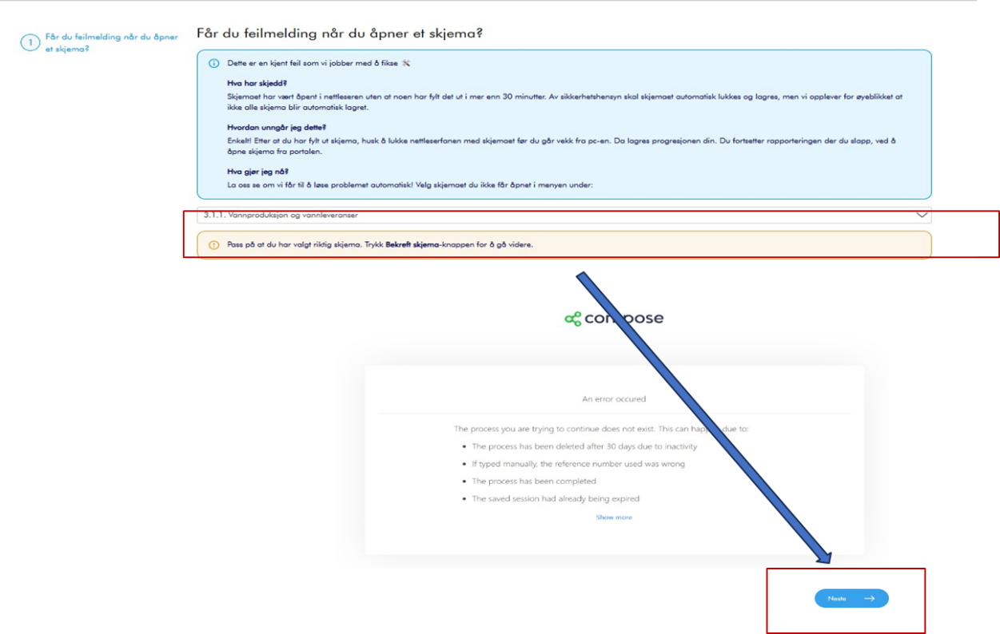 Får du feilmelding når du åpner et skjema?
1
Får du feilmelding når du åpner
et skjema?
Dette er en kjent feil som vi jobber med å fikse
Hva har skjedd?
Skjemaet har vært åpent i nettleseren uten at noen har fylt det ut i mer enn 30 minutter. Av sikkerhetshensyn skal skjemaet automatisk lukkes og lagres, men vi opplever for øyeblikket at
ikke alle skjema blir automatisk lagret.
Hvordan unngår jeg dette?
Enkelt! Etter at du har fylt ut skjema, husk å lukke nettleserfanen med skjemaet før du går vekk fra pc-en. Da lagres progresjonen din. Du fortsetter rapporteringen der du slapp, ved å
åpne skjema fra portalen.
Hva gjør jeg nå?
La oss se om vi får til å løse problemet automatisk! Velg skjemaet du ikke får åpnet i menyen under:
3.1.1. Vannproduksjon og vannleveranser
Pass på at du har valgt riktig skjema. Trykk Bekreft skjema-knappen for å gå videre.
compose
An error occured
The process you are trying to continue does not exist. This can happen due to:
• The process has been deleted after 30 days due to inactivity
• If typed manually, the reference number used was wrong
• The process has been completed
• The saved session had already being expired
Show more
Neste →